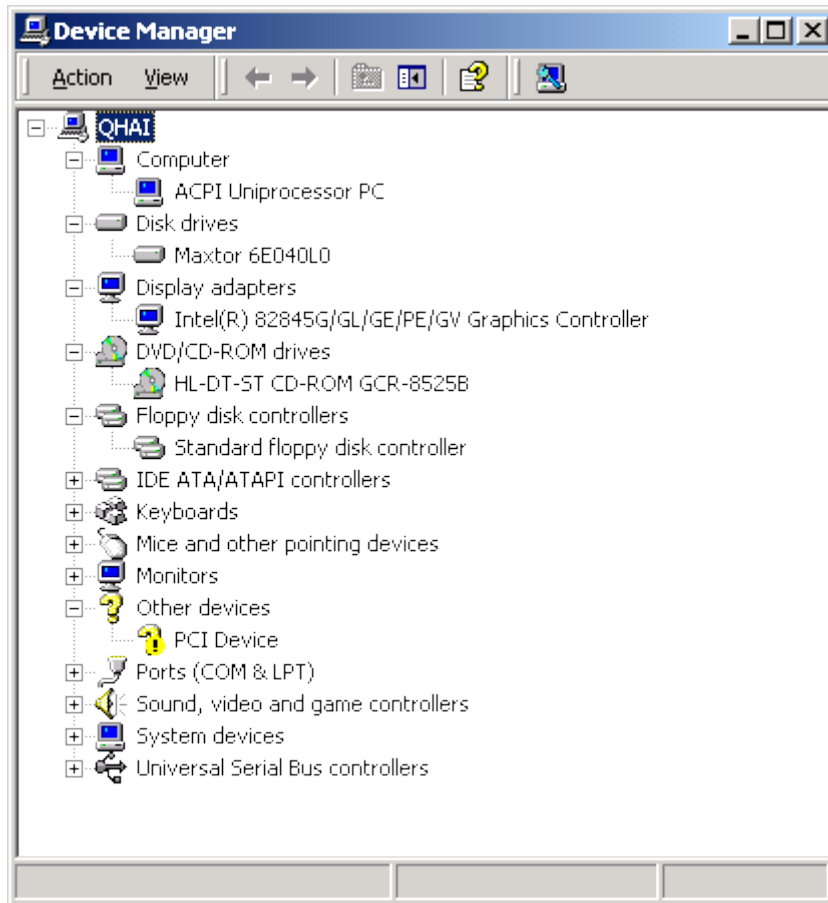 Device Manager
Action View
QHAI
Computer
ACPI Uniprocessor PC
Disk drives
Maxtor 6E040L0
Display adapters
Intel(R) 82845G/GL/GE/PE/GV Graphics Controller
DVD/CD-ROM drives
HL-DT-ST CD-ROM GCR-8525B
Floppy disk controllers
Standard floppy disk controller
IDE ATA/ATAPI controllers
Keyboards
Mice and other pointing devices
Monitors
Other devices
PCI Device
Ports (COM & LPT)
Sound, video and game controllers
System devices
Universal Serial Bus controllers